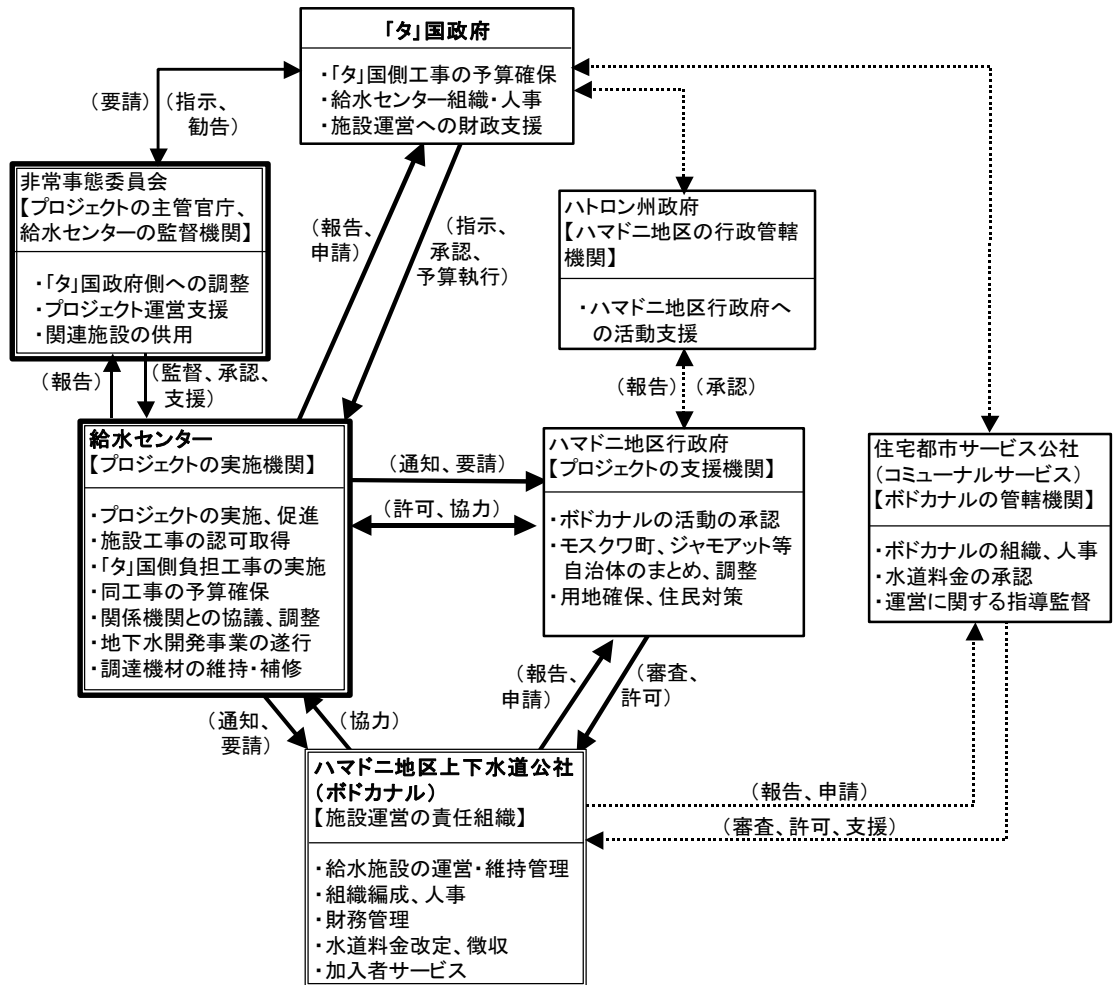 「タ」国政府
・「タ」国側工事の予算確保
・給水センター組織・人事
・施設運営への財政支援
（要請）
（指示、
勧告）
非常事態委員会
【プロジェクトの主管官庁、
給水センターの監督機関】
・「タ」国政府側への調整
・プロジェクト運営支援
・関連施設の供用
（報告、
申請）
（指示、
承認、
予算執行）
ハトロン州政府
【ハマドニ地区の行政管轄
機関】
・ハマドニ地区行政府へ
の活動支援
（報告）
（監督、承認、
支援）
（報告）
（承認）
給水センター
【プロジェクトの実施機関】
・プロジェクトの実施、促進
・施設工事の認可取得
・「タ」国側負担工事の実施
・同工事の予算確保
・関係機関との協議、調整
・地下水開発事業の遂行
・調達機材の維持・補修
（通知、要請）
（許可、協力）
ハマドニ地区行政府
【プロジェクトの支援機関】
・ボドカナルの活動の承認
・モスクワ町、ジャモアット等
自治体のまとめ、調整
・用地確保、住民対策
住宅都市サービス公社
（コミューナルサービス）
【ボドカナルの管轄機関】
・ボドカナルの組織、人事
・水道料金の承認
・運営に関する指導監督
（通知、
要請）
（協力）
（報告、
申請）
（審査、
許可）
ハマドニ地区上下水道公社
（ボドカナル）
【施設運営の責任組織】
・給水施設の運営・維持管理
・組織編成、人事
・財務管理
・水道料金改定、徴収
・加入者サービス
（報告、申請）
（審査、許可、支援）